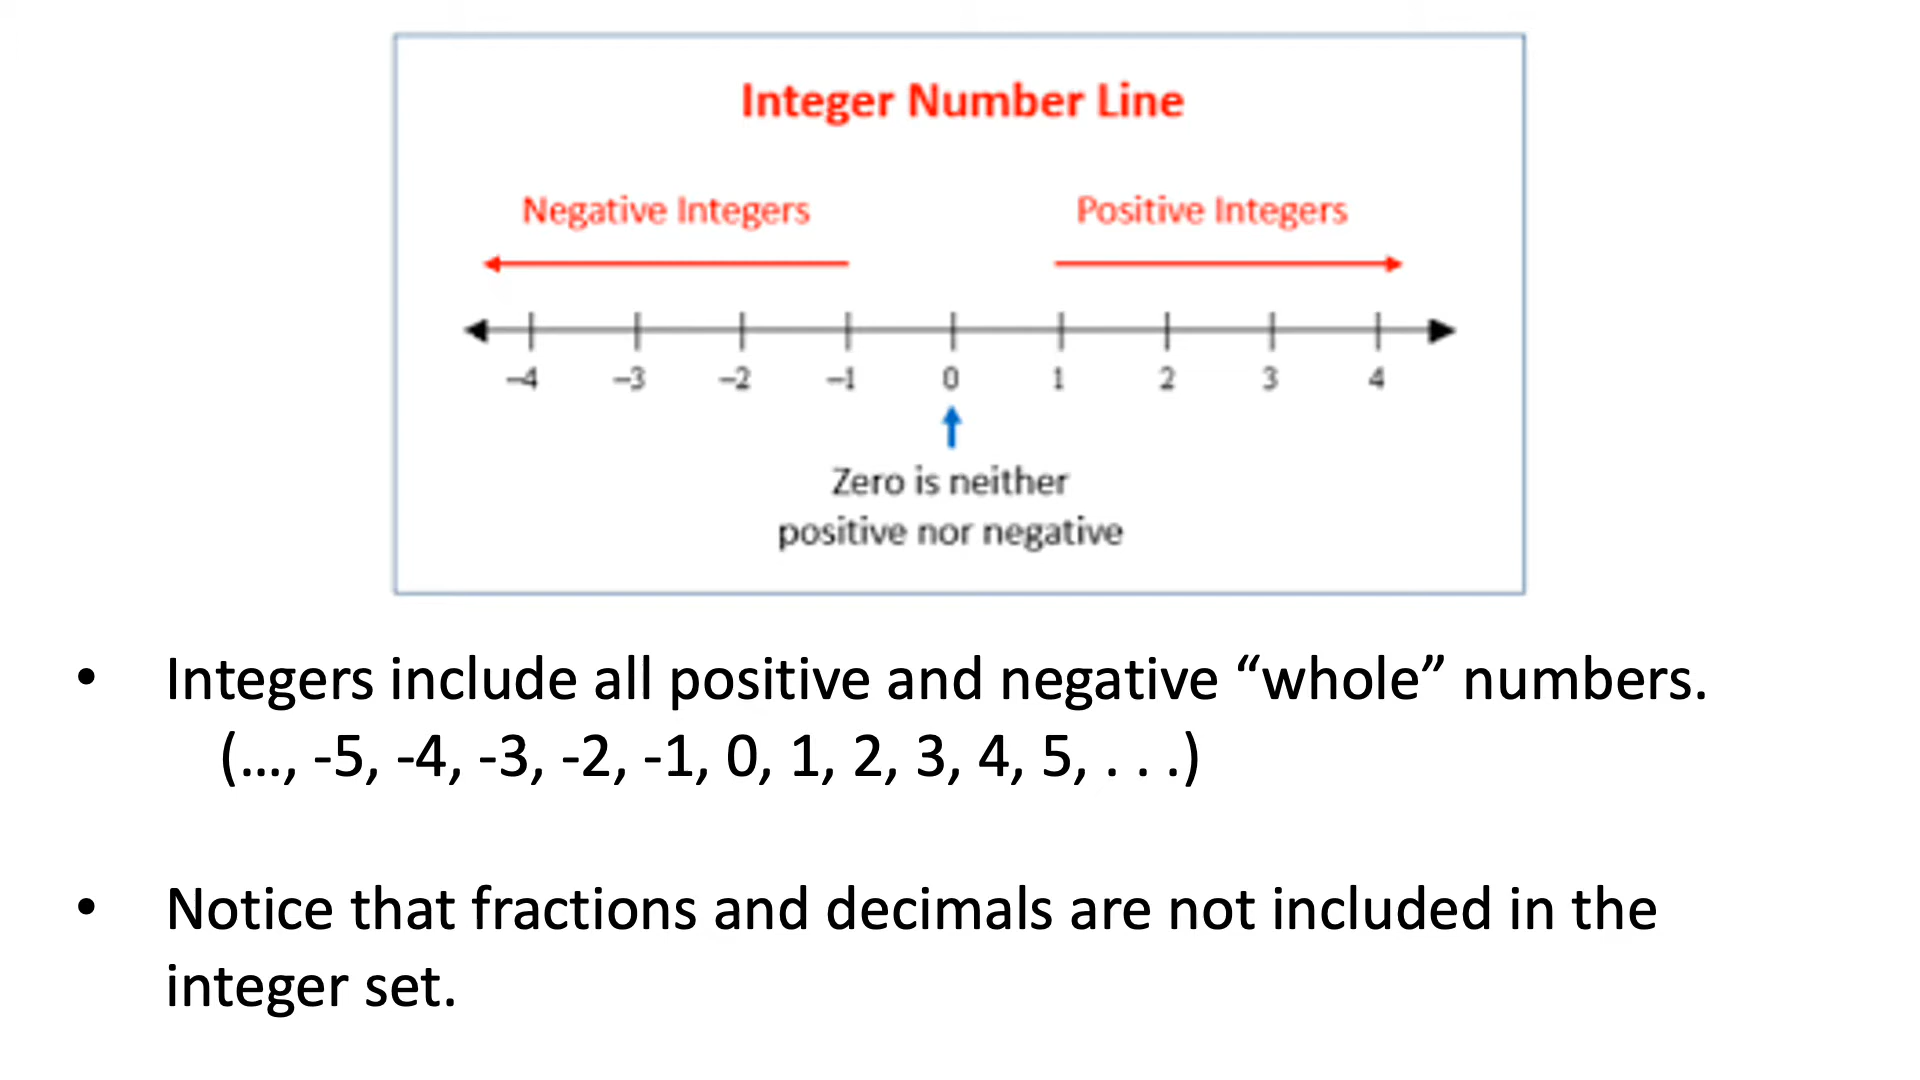 Integer Number Line
Negative Integers Positive Integers
–4 –3 –2 –1 0 1 2 3 4
Zero is neither
positive nor negative
• Integers include all positive and negative “whole” numbers.
(…, -5, -4, -3, -2, -1, 0, 1, 2, 3, 4, 5, . . .)
• Notice that fractions and decimals are not included in the
integer set.